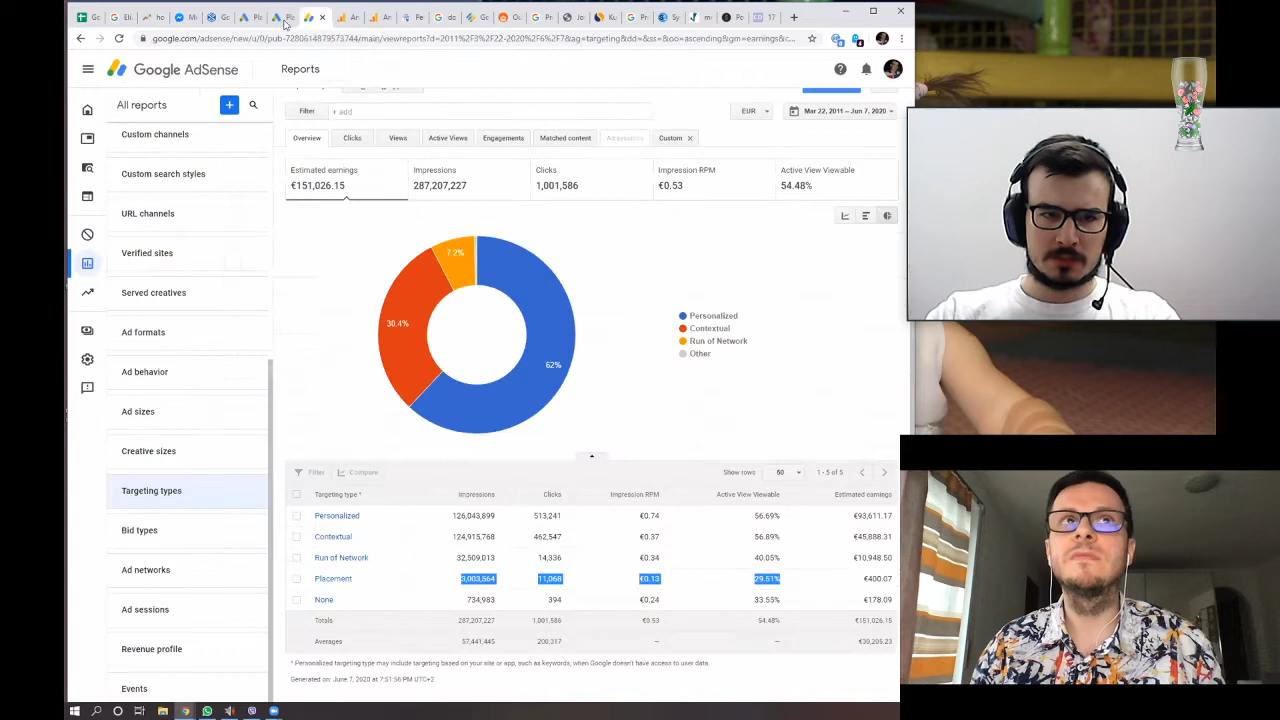 Google AdSense
Reports
All reports
Custom channels
Custom search styles
URL channels
Verified sites
Served creatives
Ad formats
Ad behavior
Ad sizes
Creative sizes
Targeting types
Bid types
Ad networks
Ad sessions
Revenue profile
Events
Filter
+ add
EUR
Mar 22, 2011 – Jun 7, 2020
Overview Clicks Views Active Views Engagements Matched content Ad sessions Custom
Estimated earnings Impressions Clicks Impression RPM Active View Viewable
€151,026.15 287,207,227 1,001,586 €0.53 54.48%
7.2%
30.4%
62%
Personalized
Contextual
Run of Network
Other
Filter Compare Show rows 50 1 - 5 of 5
Targeting type * Impressions Clicks Impression RPM Active View Viewable Estimated earnings
Personalized 126,043,899 513,241 €0.74 56.69% €93,611.17
Contextual 124,915,768 462,547 €0.37 56.89% €45,888.31
Run of Network 32,509,013 14,336 €0.34 40.05% €10,948.50
Placement 3,003,564 11,068 €0.13 29.51% €400.07
None 734,983 394 €0.24 33.55% €178.09
Totals 287,207,227 1,001,586 €0.53 54.48% €151,026.15
Averages 57,441,445 200,317 — — €30,205.23
* Personalized targeting type may include targeting based on your site or app, such as keywords, when Google doesn't have access to user data.
Generated on: June 7, 2020 at 7:51:56 PM UTC+2